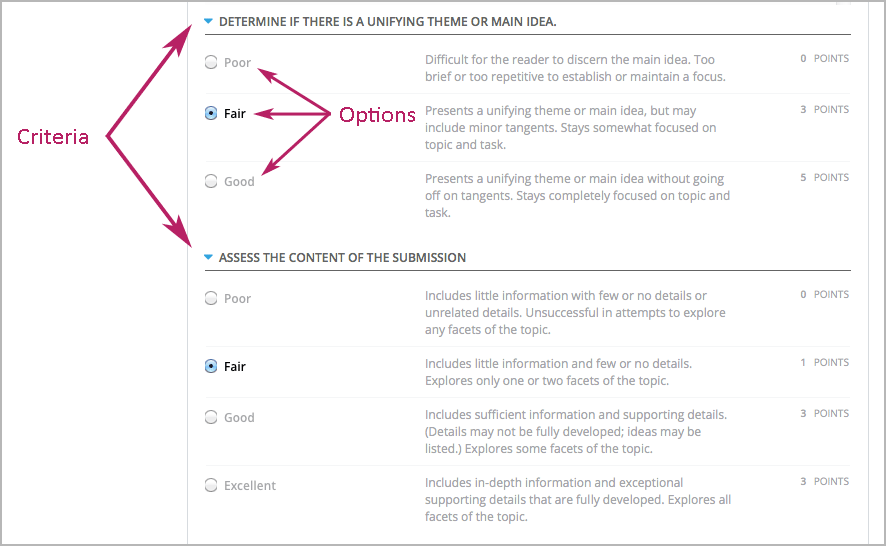 DETERMINE IF THERE IS A UNIFYING THEME OR MAIN IDEA.
Poor
Difficult for the reader to discern the main idea. Too
brief or too repetitive to establish or maintain a focus.
0 POINTS
Fair
Presents a unifying theme or main idea, but may
include minor tangents. Stays somewhat focused on
topic and task.
3 POINTS
Good
Presents a unifying theme or main idea without going
off on tangents. Stays completely focused on topic and
task.
5 POINTS
Criteria
Options
ASSESS THE CONTENT OF THE SUBMISSION
Poor
Includes little information with few or no details or
unrelated details. Unsuccessful in attempts to explore
any facets of the topic.
0 POINTS
Fair
Includes little information and few or no details.
Explores only one or two facets of the topic.
1 POINTS
Good
Includes sufficient information and supporting details.
(Details may not be fully developed; ideas may be
listed.) Explores some facets of the topic.
3 POINTS
Excellent
Includes in-depth information and exceptional
supporting details that are fully developed. Explores all
facets of the topic.
3 POINTS